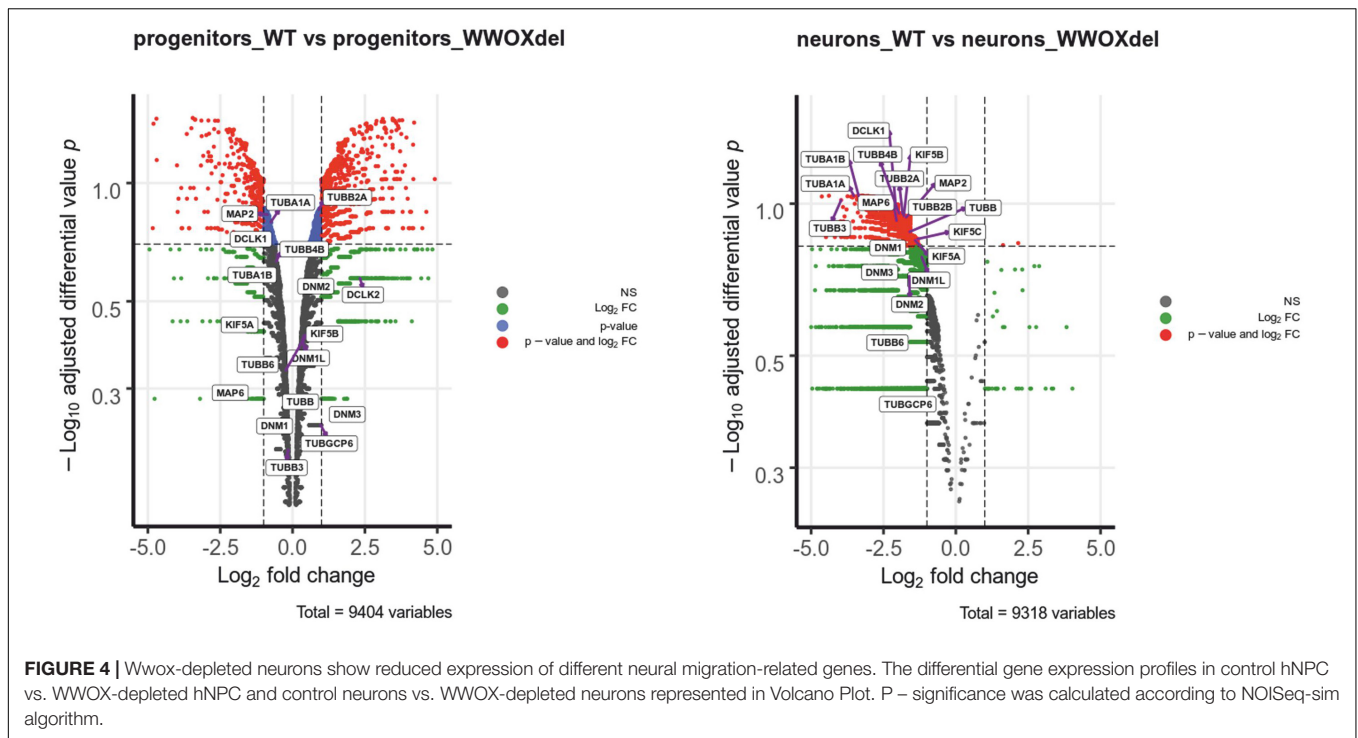 progenitors_WT vs progenitors_WWOXdel
− Log10 adjusted differential value p
1.0
0.5
0.3
TUBA1A
TUBB2A
MAP2
DCLK1
TUBB4B
TUBA1B
DNM2
DCLK2
KIF5A
KIF5B
DNM1L
TUBB6
MAP6
TUBB
DNM3
DNM1
TUBGCP6
TUBB3
-5.0 -2.5 0.0 2.5 5.0
Log2 fold change
Total = 9404 variables
NS
Log2 FC
p-value
p − value and log2 FC
neurons_WT vs neurons_WWOXdel
− Log10 adjusted differential value p
1.0
0.5
0.3
DCLK1
TUBA1B
TUBB4B
KIF5B
TUBA1A
TUBB2A
MAP2
MAP6
TUBB2B
TUBB
TUBB3
KIF5C
DNM1
KIF5A
DNM3
DNM1L
DNM2
TUBB6
TUBGCP6
-5.0 -2.5 0.0 2.5 5.0
Log2 fold change
Total = 9318 variables
NS
Log2 FC
p − value and log2 FC
FIGURE 4 | Wwox-depleted neurons show reduced expression of different neural migration-related genes. The differential gene expression profiles in control hNPC
vs. WWOX-depleted hNPC and control neurons vs. WWOX-depleted neurons represented in Volcano Plot. P – significance was calculated according to NOISeq-sim
algorithm.